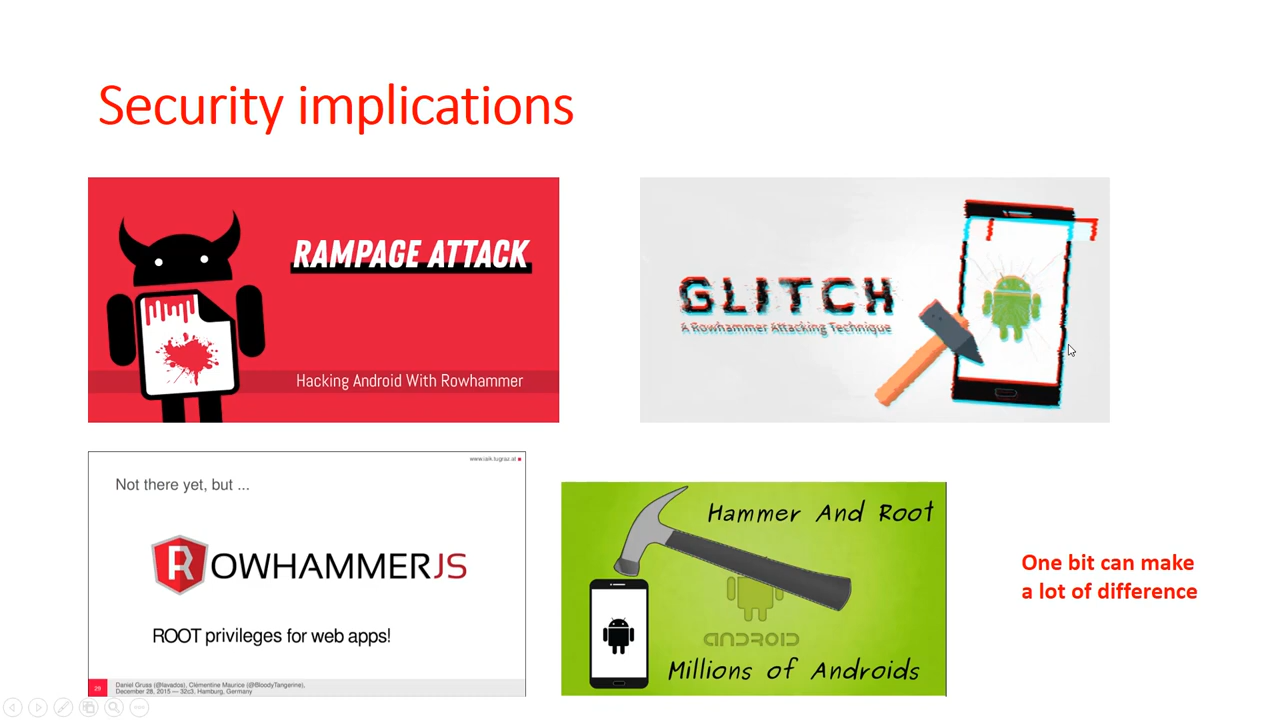 Security implications
RAMPAGE ATTACK
Hacking Android With Rowhammer
GLITCH
A Rowhammer Attacking Technique
www.iaik.tugraz.at
Not there yet, but ...
ROWHAMMERJS
ROOT privileges for web apps!
29
Daniel Gruss (@lavados), Clémentine Maurice (@BloodyTangerine),
December 28, 2015 — 32c3, Hamburg, Germany
Hammer And Root
ANDROID
Millions of Androids
One bit can make
a lot of difference